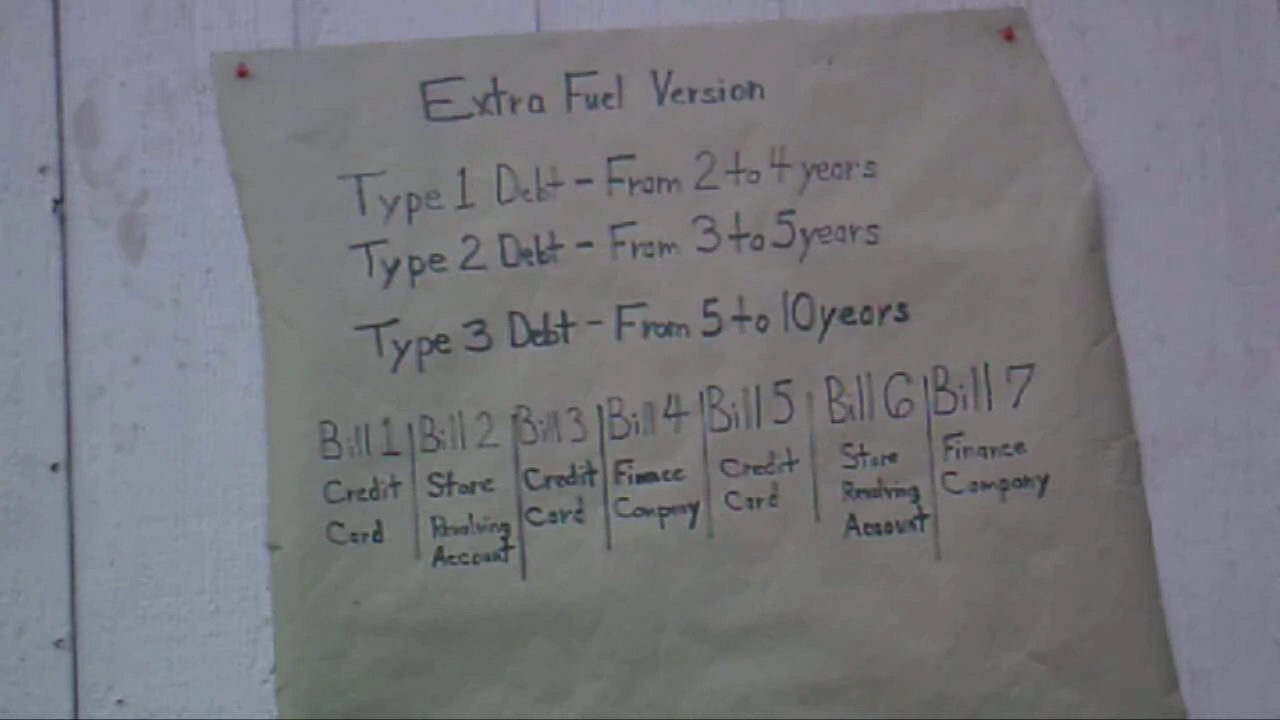 Extra Fuel Version
Type 1 Debt - From 2 to 4 years
Type 2 Debt - From 3 to 5 years
Type 3 Debt - From 5 to 10 years
Bill 1
Credit
Card
Bill 2
Store
Revolving
Account
Bill 3
Credit
Card
Bill 4
Finance
Company
Bill 5
Credit
Card
Bill 6
Store
Revolving
Account
Bill 7
Finance
Company